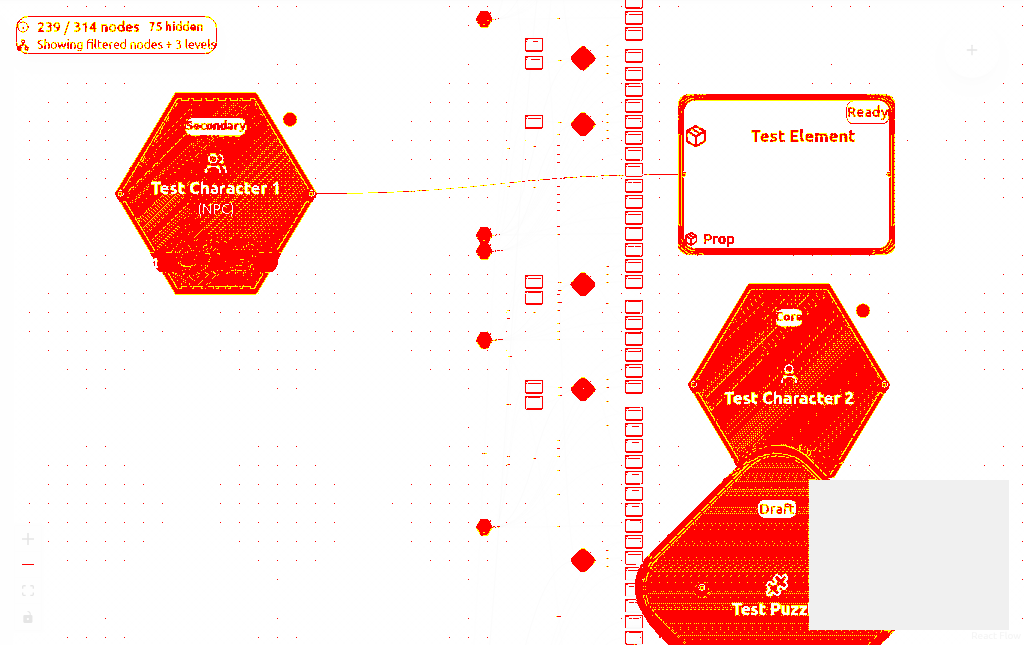 239 / 314 nodes 75 hidden
Showing filtered nodes + 3 levels
Secondary
Test Character 1
(NPC)
Ready
Test Element
Prop
Core
Test Character 2
Draft
Test Puzz
React Flow